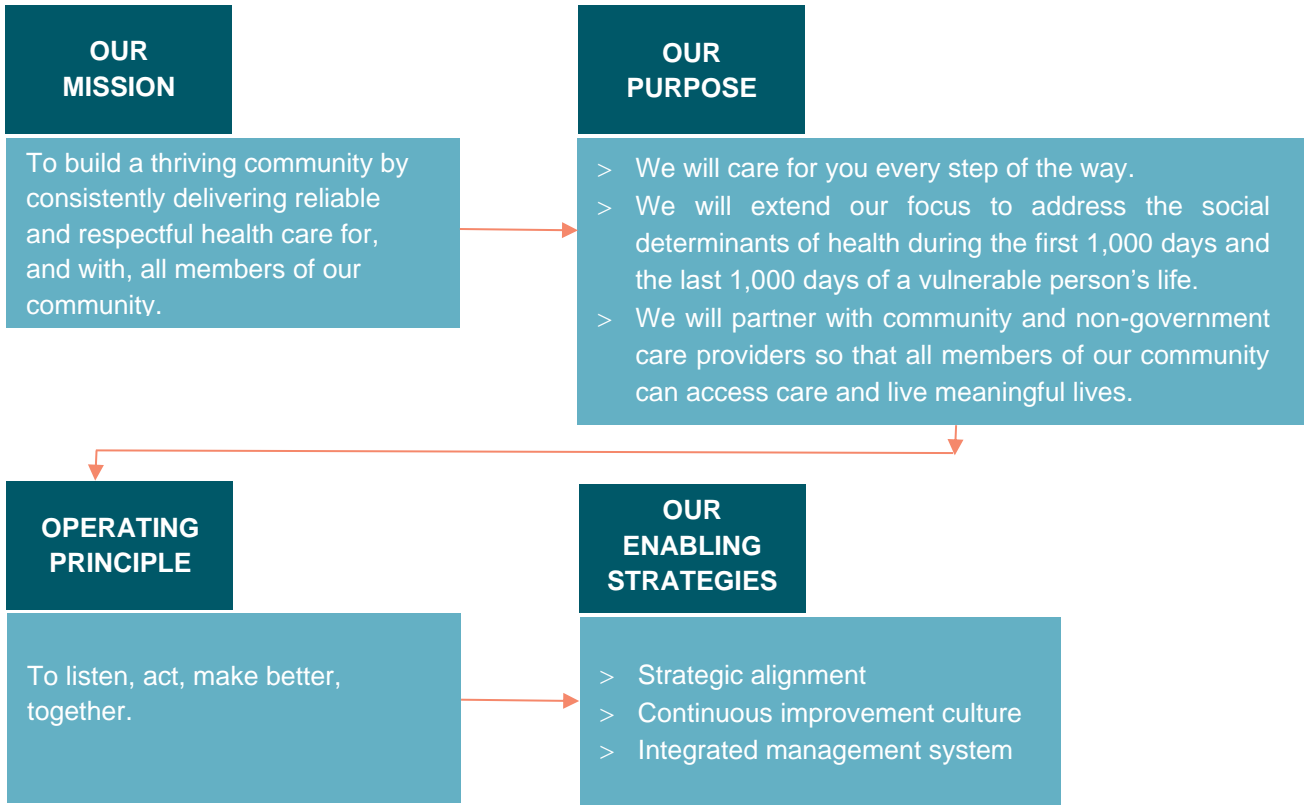 OUR
MISSION
To build a thriving community by
consistently delivering reliable
and respectful health care for,
and with, all members of our
community.
OUR
PURPOSE
> We will care for you every step of the way.
> We will extend our focus to address the social
determinants of health during the first 1,000 days and
the last 1,000 days of a vulnerable person’s life.
> We will partner with community and non-government
care providers so that all members of our community
can access care and live meaningful lives.
OPERATING
PRINCIPLE
To listen, act, make better,
together.
OUR
ENABLING
STRATEGIES
> Strategic alignment
> Continuous improvement culture
> Integrated management system